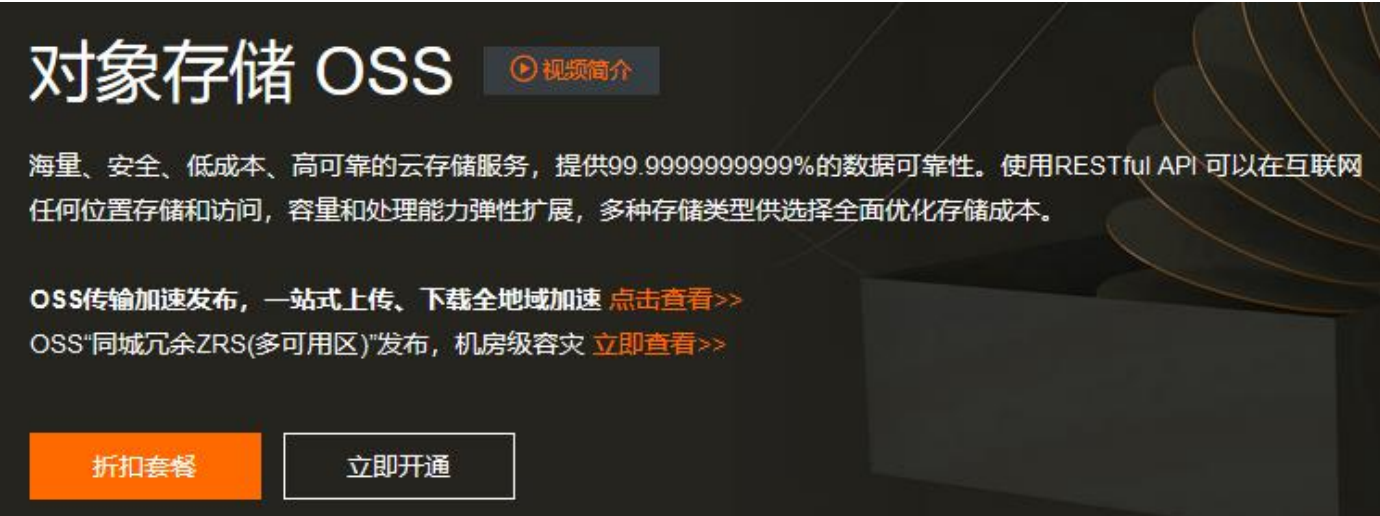 对象存储 OSS 视频简介
海量、安全、低成本、高可靠的云存储服务，提供99.9999999999%的数据可靠性。使用RESTful API 可以在互联网
任何位置存储和访问，容量和处理能力弹性扩展，多种存储类型供选择全面优化存储成本。
OSS传输加速发布，一站式上传、下载全地域加速 点击查看>>
OSS“同城冗余ZRS(多可用区)”发布，机房级容灾 立即查看>>
折扣套餐 立即开通